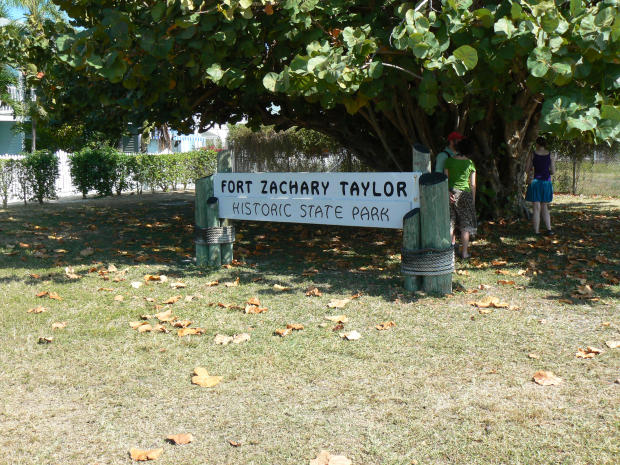 FORT ZACHARY TAYLOR
HISTORIC STATE PARK